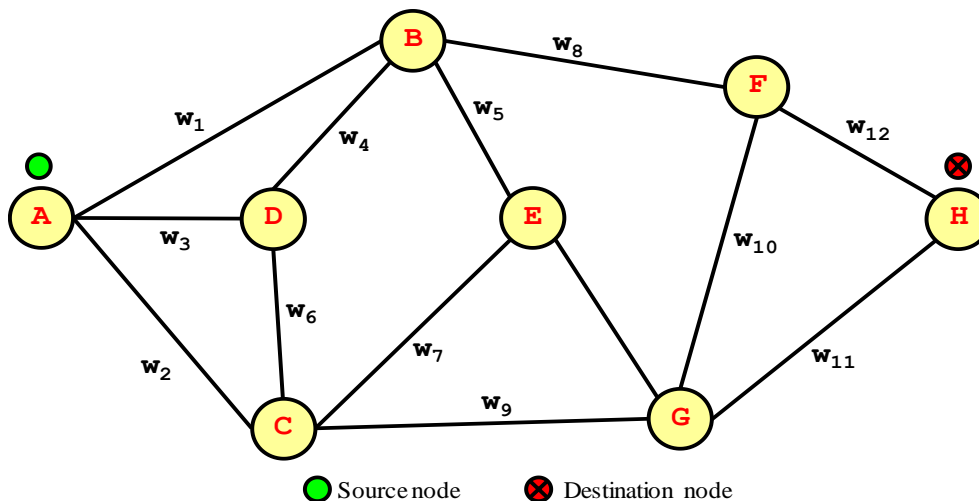 B
w₈
F
w₁
w₅
w₁₂
w₄
A
D
E
H
w₃
w₁₀
w₆
w₇
w₁₁
w₂
w₉
C
G
Source node
Destination node